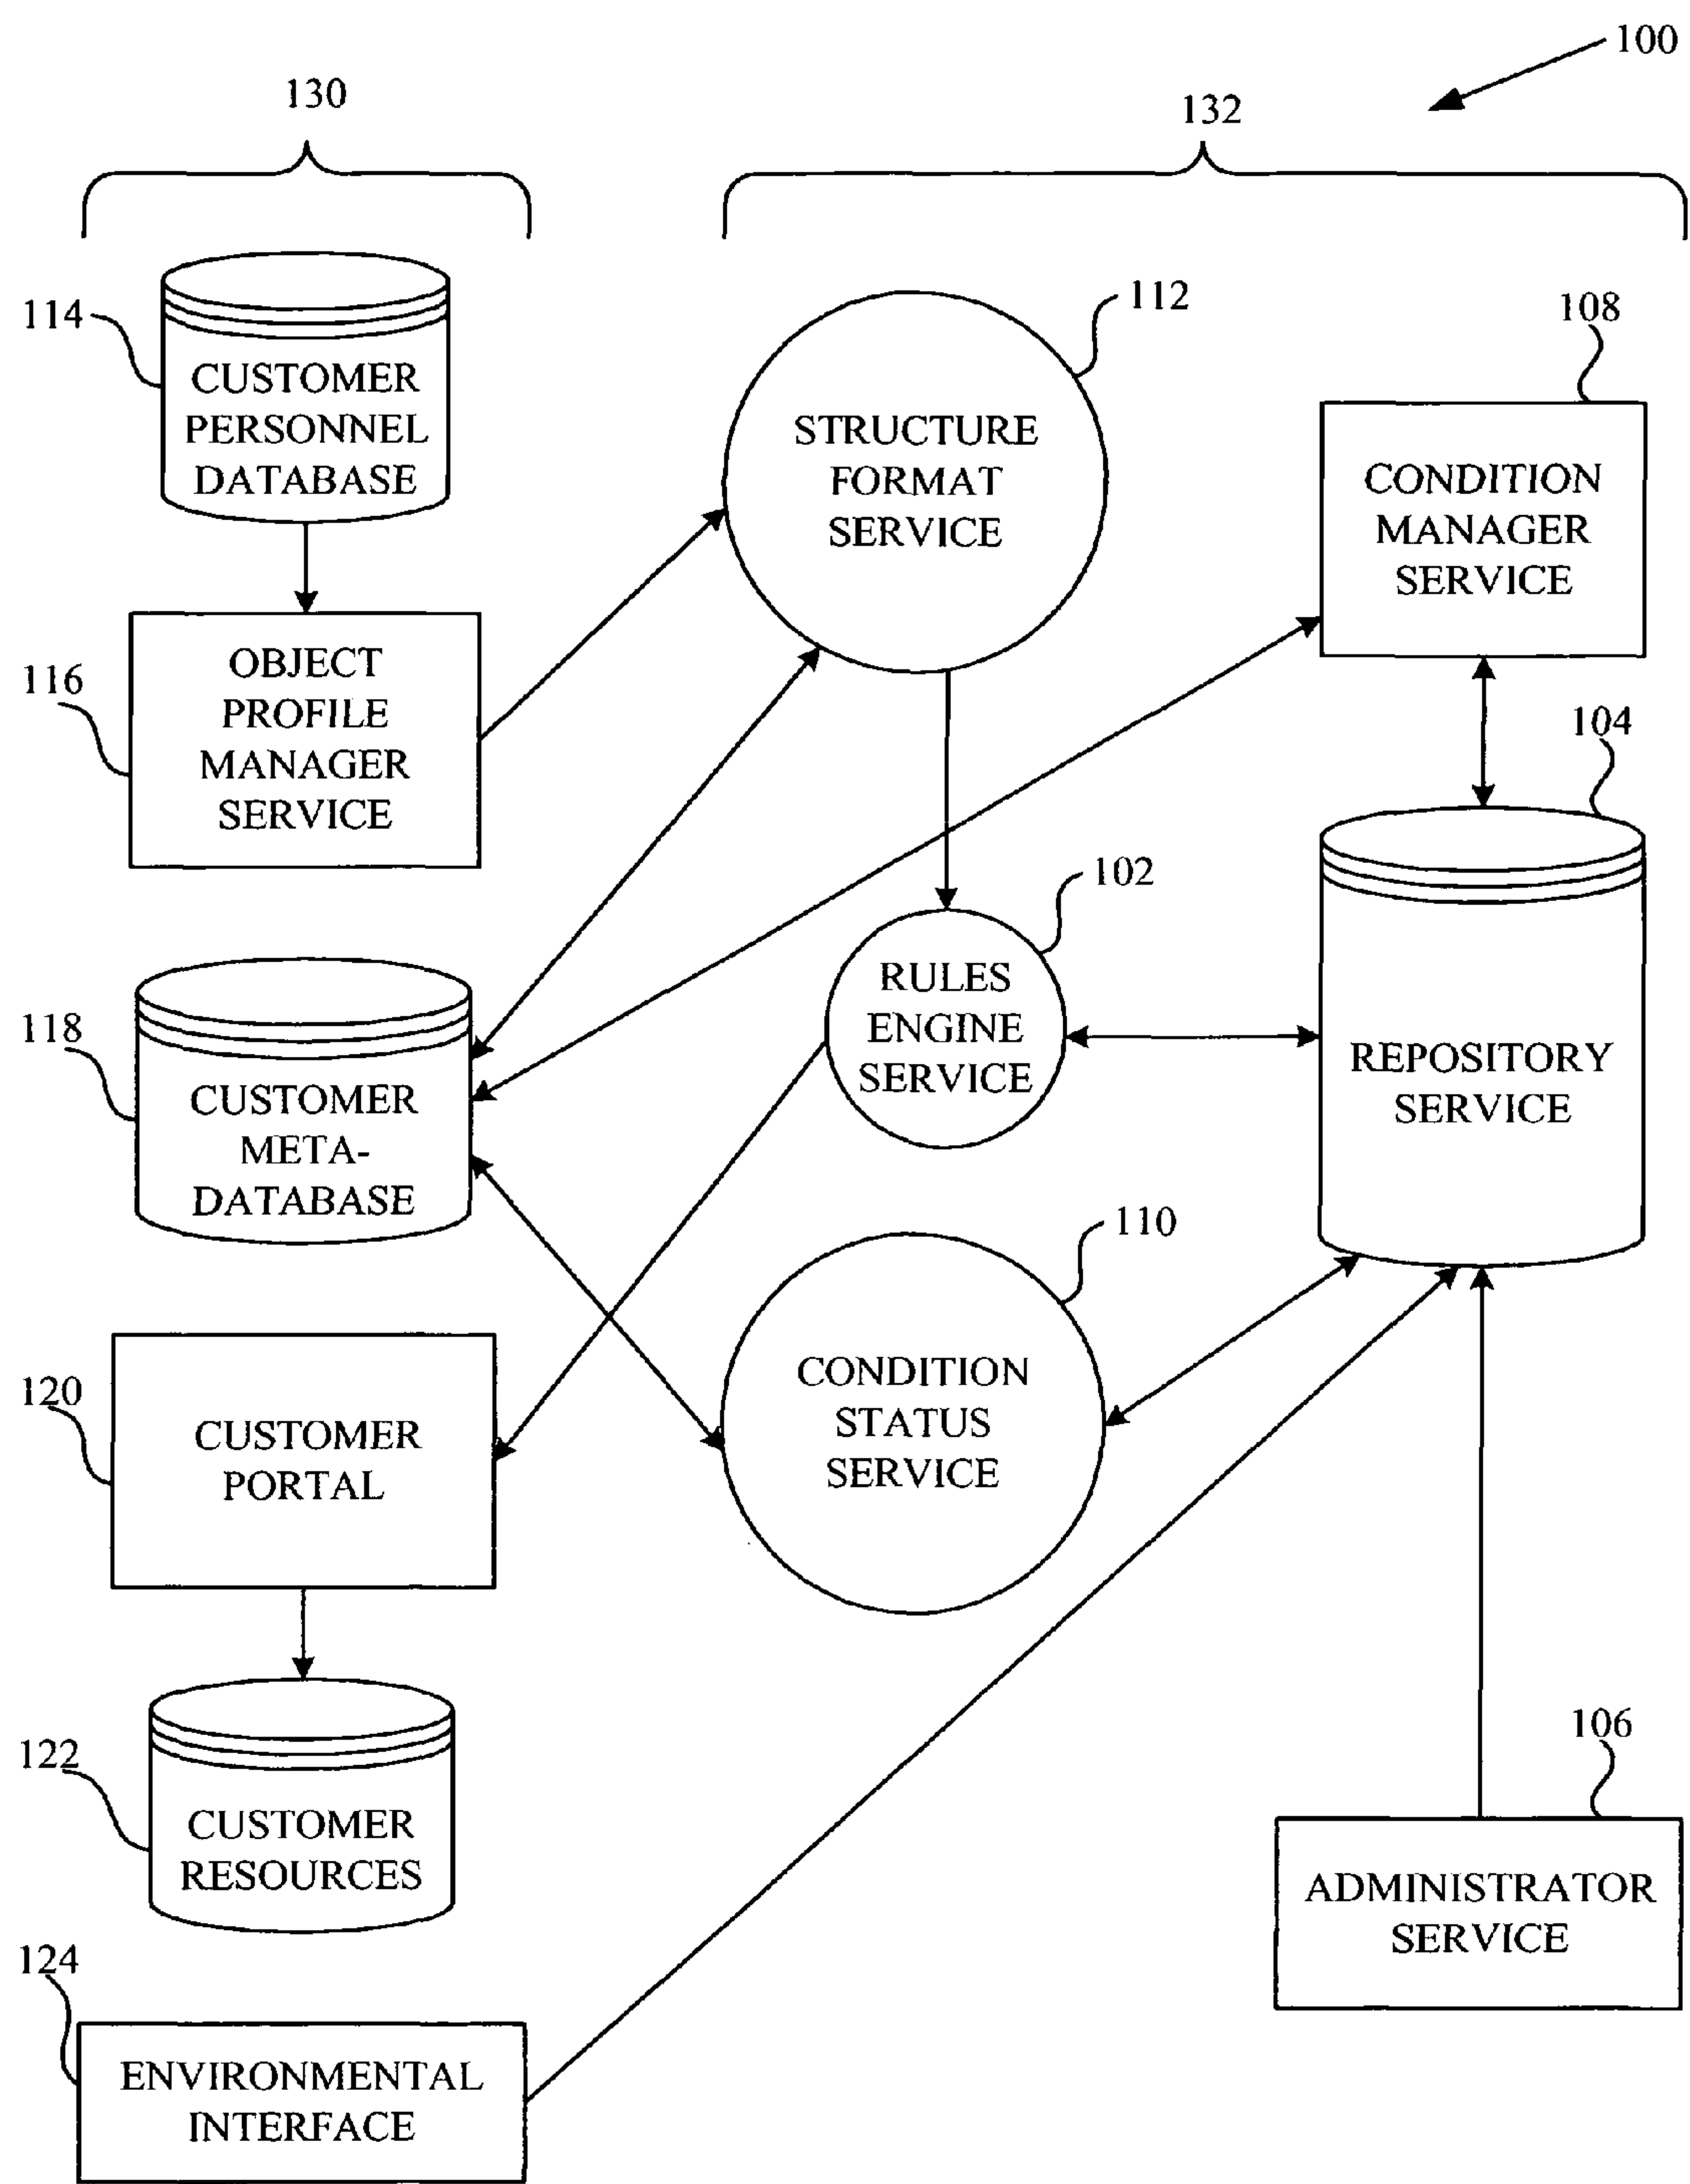 100
130
132
114
CUSTOMER
PERSONNEL
DATABASE
112
STRUCTURE
FORMAT
SERVICE
108
CONDITION
MANAGER
SERVICE
116
OBJECT
PROFILE
MANAGER
SERVICE
104
REPOSITORY
SERVICE
102
RULES
ENGINE
SERVICE
118
CUSTOMER
META-
DATABASE
110
CONDITION
STATUS
SERVICE
120
CUSTOMER
PORTAL
122
CUSTOMER
RESOURCES
106
ADMINISTRATOR
SERVICE
124
ENVIRONMENTAL
INTERFACE